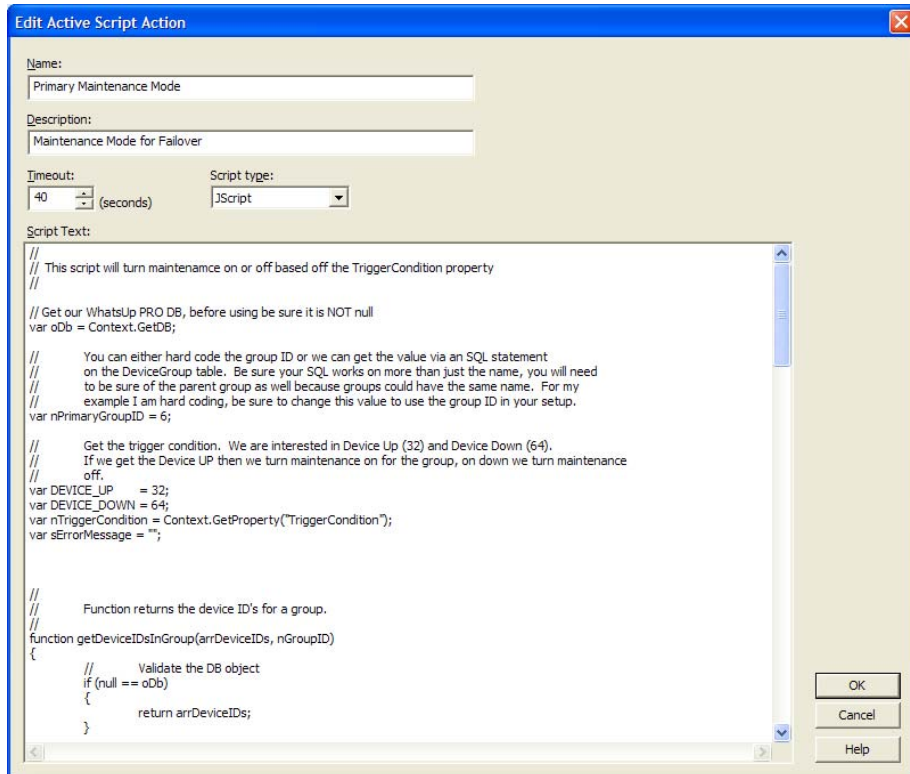 Edit Active Script Action
Name:
Primary Maintenance Mode
Description:
Maintenance Mode for Failover
Timeout:
Script type:
40
(seconds)
JScript
Script Text:
//
// This script will turn maintenamce on or off based off the TriggerCondition property
//
// Get our WhatsUp PRO DB, before using be sure it is NOT null
var oDb = Context.GetDB;
// You can either hard code the group ID or we can get the value via an SQL statement
// on the DeviceGroup table. Be sure your SQL works on more than just the name, you will need
// to be sure of the parent group as well because groups could have the same name. For my
// example I am hard coding, be sure to change this value to use the group ID in your setup.
var nPrimaryGroupID = 6;
// Get the trigger condition. We are interested in Device Up (32) and Device Down (64).
// If we get the Device UP then we turn maintenance on for the group, on down we turn maintenance
// off.
var DEVICE_UP = 32;
var DEVICE_DOWN = 64;
var nTriggerCondition = Context.GetProperty("TriggerCondition");
var sErrorMessage = "";
//
// Function returns the device ID's for a group.
//
function getDeviceIDsInGroup(arrDeviceIDs, nGroupID)
{
// Validate the DB object
if (null == oDb)
{
return arrDeviceIDs;
}
OK
Cancel
Help